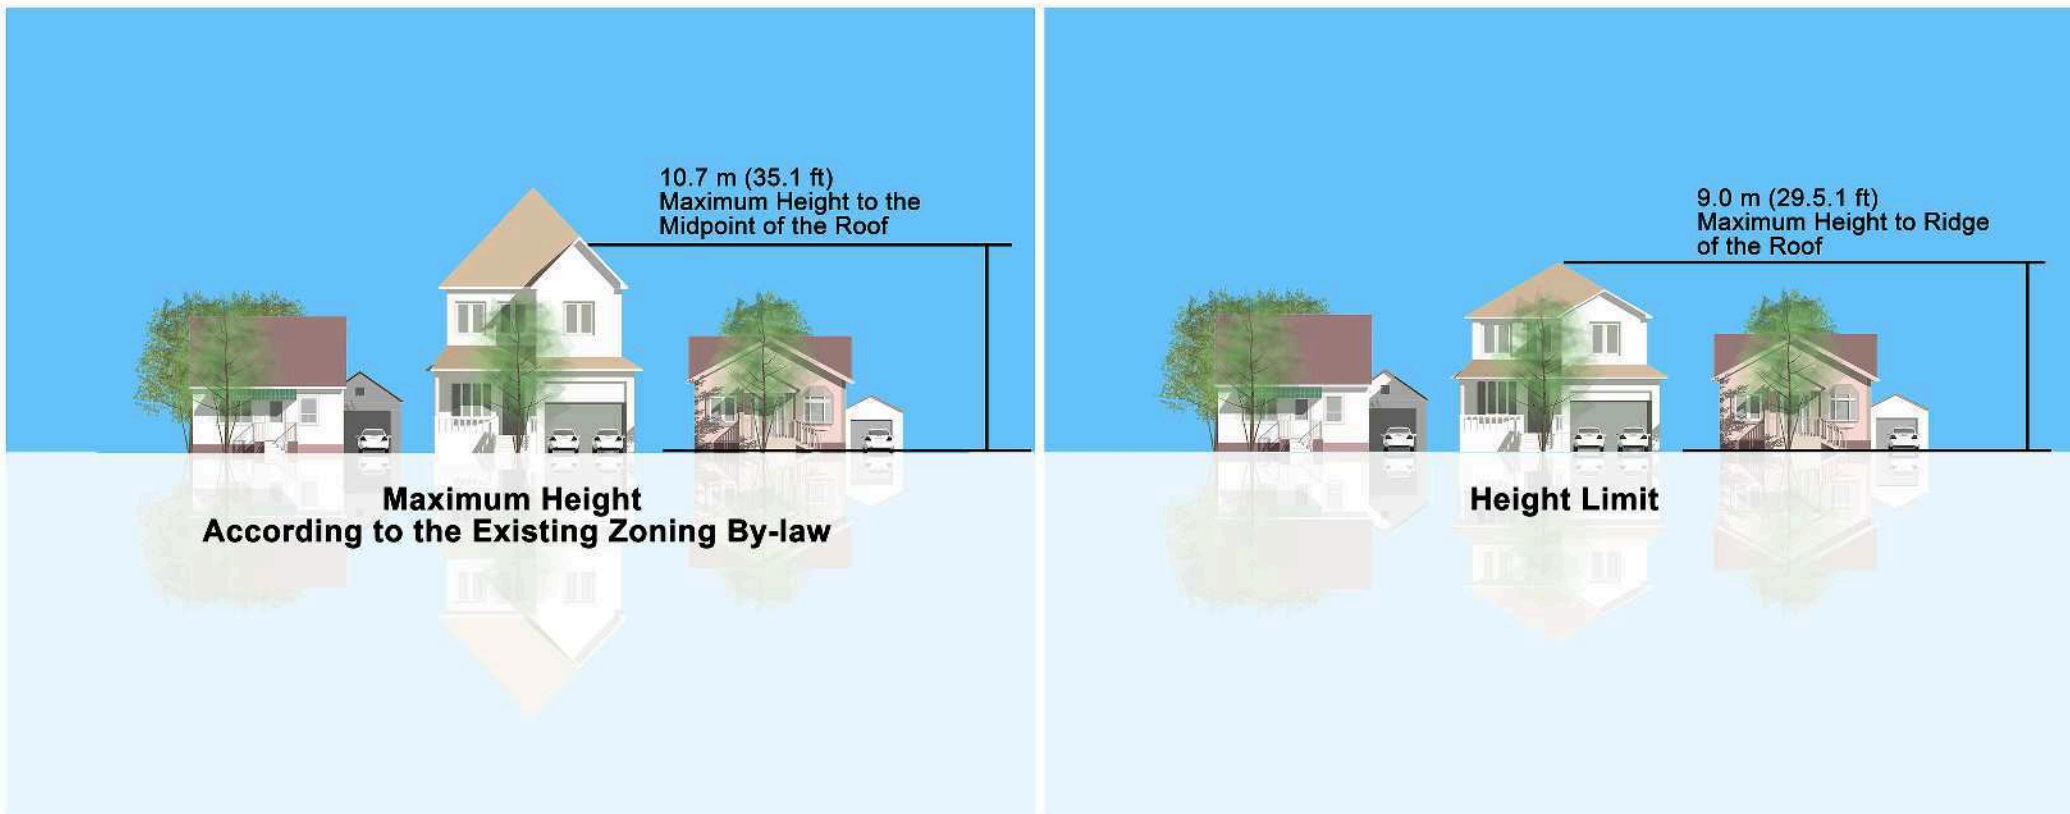 10.7 m (35.1 ft)
Maximum Height to the
Midpoint of the Roof
Maximum Height
According to the Existing Zoning By-law
9.0 m (29.5.1 ft)
Maximum Height to Ridge
of the Roof
Height Limit